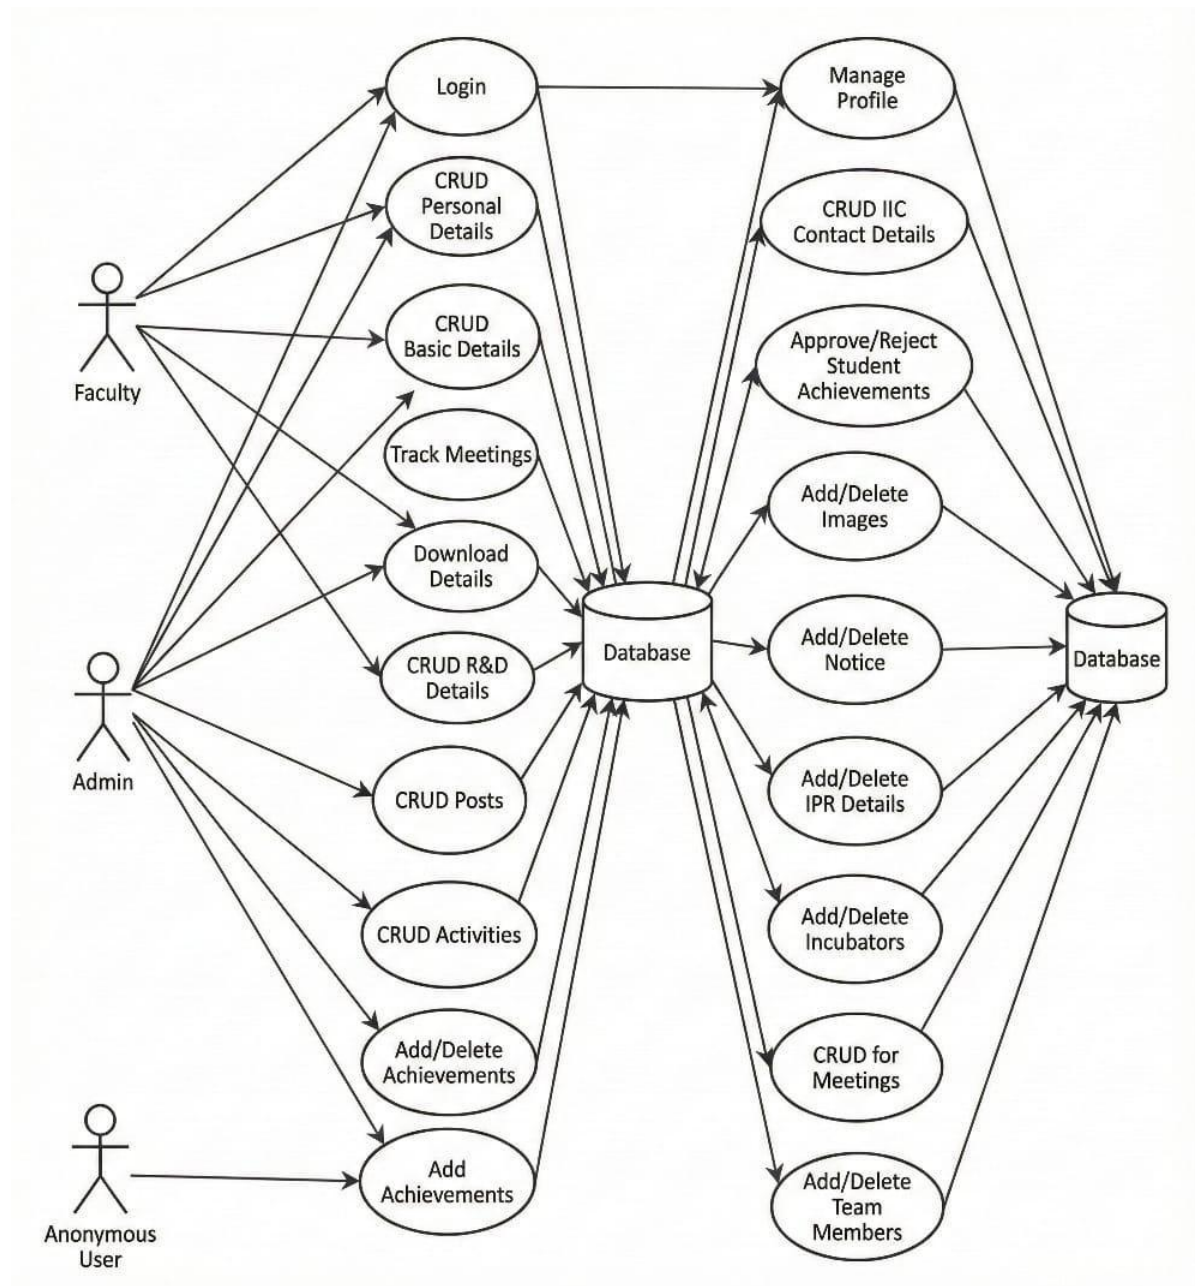 Login
Manage
Profile
CRUD
Personal
Details
CRUD IIC
Contact Details
Faculty
CRUD
Basic Details
Approve/Reject
Student
Achievements
Track Meetings
Add/Delete
Images
Download
Details
CRUD R&D
Details
Database
Add/Delete
Notice
Database
Admin
CRUD Posts
Add/Delete
IPR Details
CRUD Activities
Add/Delete
Incubators
Add/Delete
Achievements
CRUD for
Meetings
Anonymous
User
Add
Achievements
Add/Delete
Team
Members